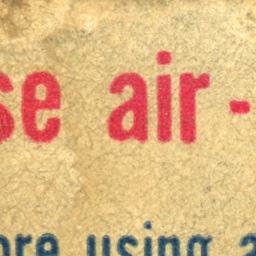 se air-
ore using a